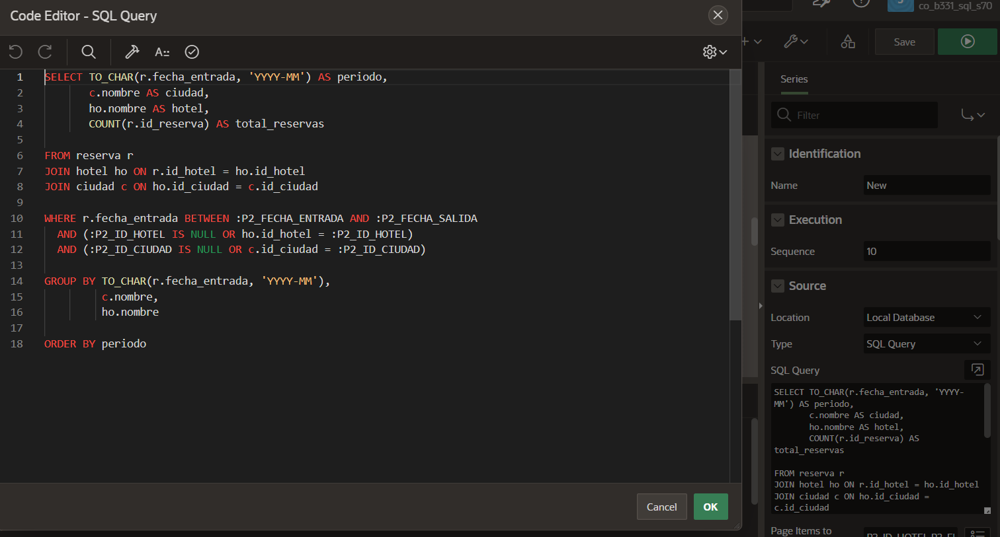 Code Editor - SQL Query
co_b331_sql_s70
Save
1 SELECT TO_CHAR(r.fecha_entrada, 'YYYY-MM') AS periodo,
2 c.nombre AS ciudad,
3 ho.nombre AS hotel,
4 COUNT(r.id_reserva) AS total_reservas
5
6 FROM reserva r
7 JOIN hotel ho ON r.id_hotel = ho.id_hotel
8 JOIN ciudad c ON ho.id_ciudad = c.id_ciudad
9
10 WHERE r.fecha_entrada BETWEEN :P2_FECHA_ENTRADA AND :P2_FECHA_SALIDA
11 AND (:P2_ID_HOTEL IS NULL OR ho.id_hotel = :P2_ID_HOTEL)
12 AND (:P2_ID_CIUDAD IS NULL OR c.id_ciudad = :P2_ID_CIUDAD)
13
14 GROUP BY TO_CHAR(r.fecha_entrada, 'YYYY-MM'),
15 c.nombre,
16 ho.nombre
17
18 ORDER BY periodo
Cancel
OK
Series
Filter
Identification
Name New
Execution
Sequence 10
Source
Location Local Database
Type SQL Query
SQL Query
SELECT TO_CHAR(r.fecha_entrada, 'YYYY-
MM') AS periodo,
c.nombre AS ciudad,
ho.nombre AS hotel,
COUNT(r.id_reserva) AS
total_reservas
FROM reserva r
JOIN hotel ho ON r.id_hotel = ho.id_hotel
JOIN ciudad c ON ho.id_ciudad =
c.id_ciudad
Page Items to